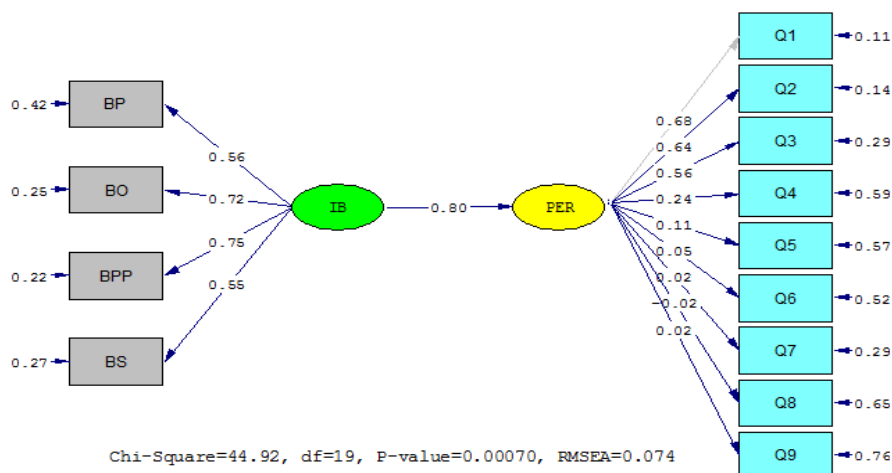 Q1
0.11
Q2
0.14
0.68
0.42
BP
0.64
Q3
0.29
0.56
0.56
0.25
BO
0.72
0.24
Q4
0.59
IB
0.80
PER
0.11
0.75
Q5
0.57
0.05
0.22
BPP
0.02
Q6
0.52
0.55
-0.02
0.02
Q7
0.29
0.27
BS
Q8
0.65
Chi-Square=44.92, df=19, P-value=0.00070, RMSEA=0.074
Q9
0.76